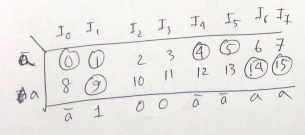 I₀ I₁ I₂ I₃ I₄ I₅ I₆ I₇
a̅ 0 1 2 3 4 5 6 7
a 8 9 10 11 12 13 14 15
a̅ 1 0 0 a̅ a̅ a a